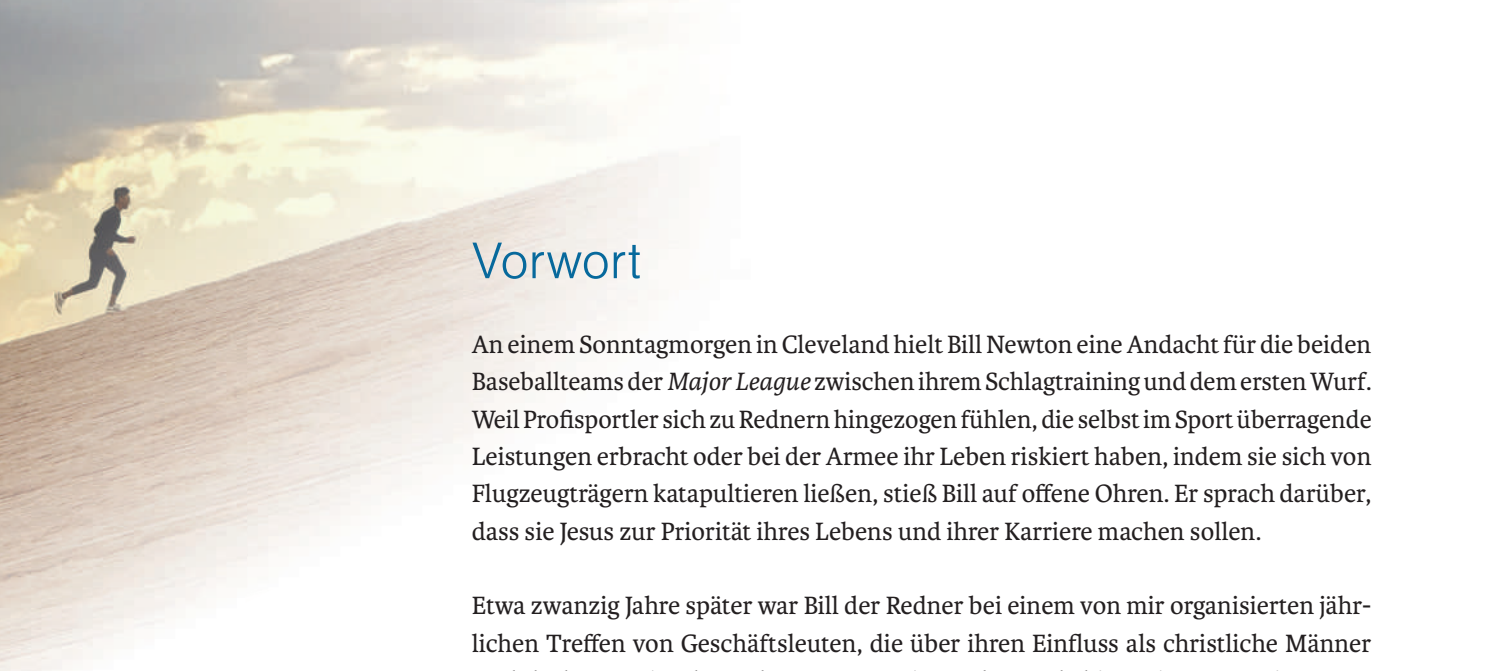 Vorwort
An einem Sonntagmorgen in Cleveland hielt Bill Newton eine Andacht für die beiden
Baseballteams der Major League zwischen ihrem Schlagtraining und dem ersten Wurf.
Weil Profisportler sich zu Rednern hingezogen fühlen, die selbst im Sport überragende
Leistungen erbracht oder bei der Armee ihr Leben riskiert haben, indem sie sich von
Flugzeugträgern katapultieren ließen, stieß Bill auf offene Ohren. Er sprach darüber,
dass sie Jesus zur Priorität ihres Lebens und ihrer Karriere machen sollen.
Etwa zwanzig Jahre später war Bill der Redner bei einem von mir organisierten jähr-
lichen Treffen von Geschäftsleuten, die über ihren Einfluss als christliche Männer